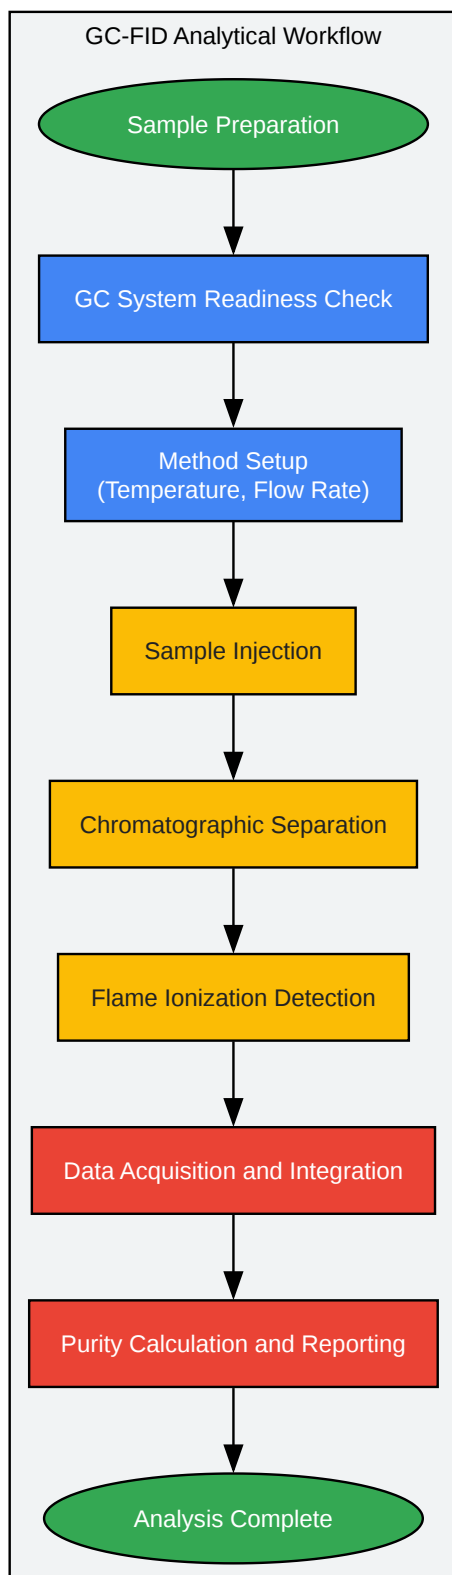 GC-FID Analytical Workflow
Sample Preparation
GC System Readiness Check
Method Setup
(Temperature, Flow Rate)
Sample Injection
Chromatographic Separation
Flame Ionization Detection
Data Acquisition and Integration
Purity Calculation and Reporting
Analysis Complete